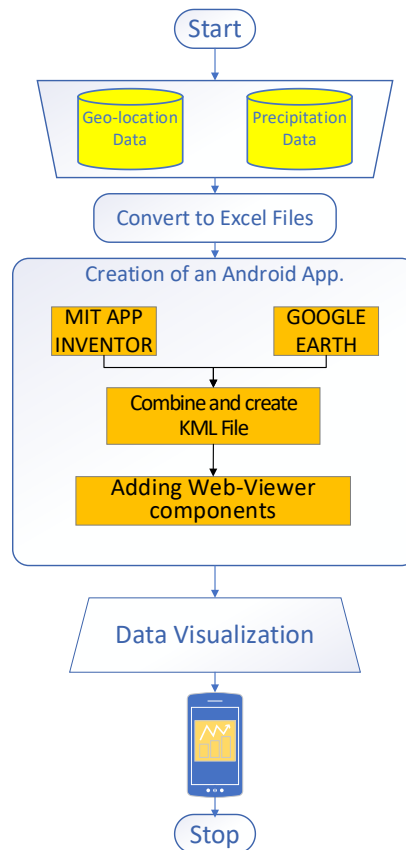 Start
Geo-location
Data
Precipitation
Data
Convert to Excel Files
Creation of an Android App.
MIT APP
INVENTOR
GOOGLE
EARTH
Combine and create
KML File
Adding Web-Viewer
components
Data Visualization
Stop